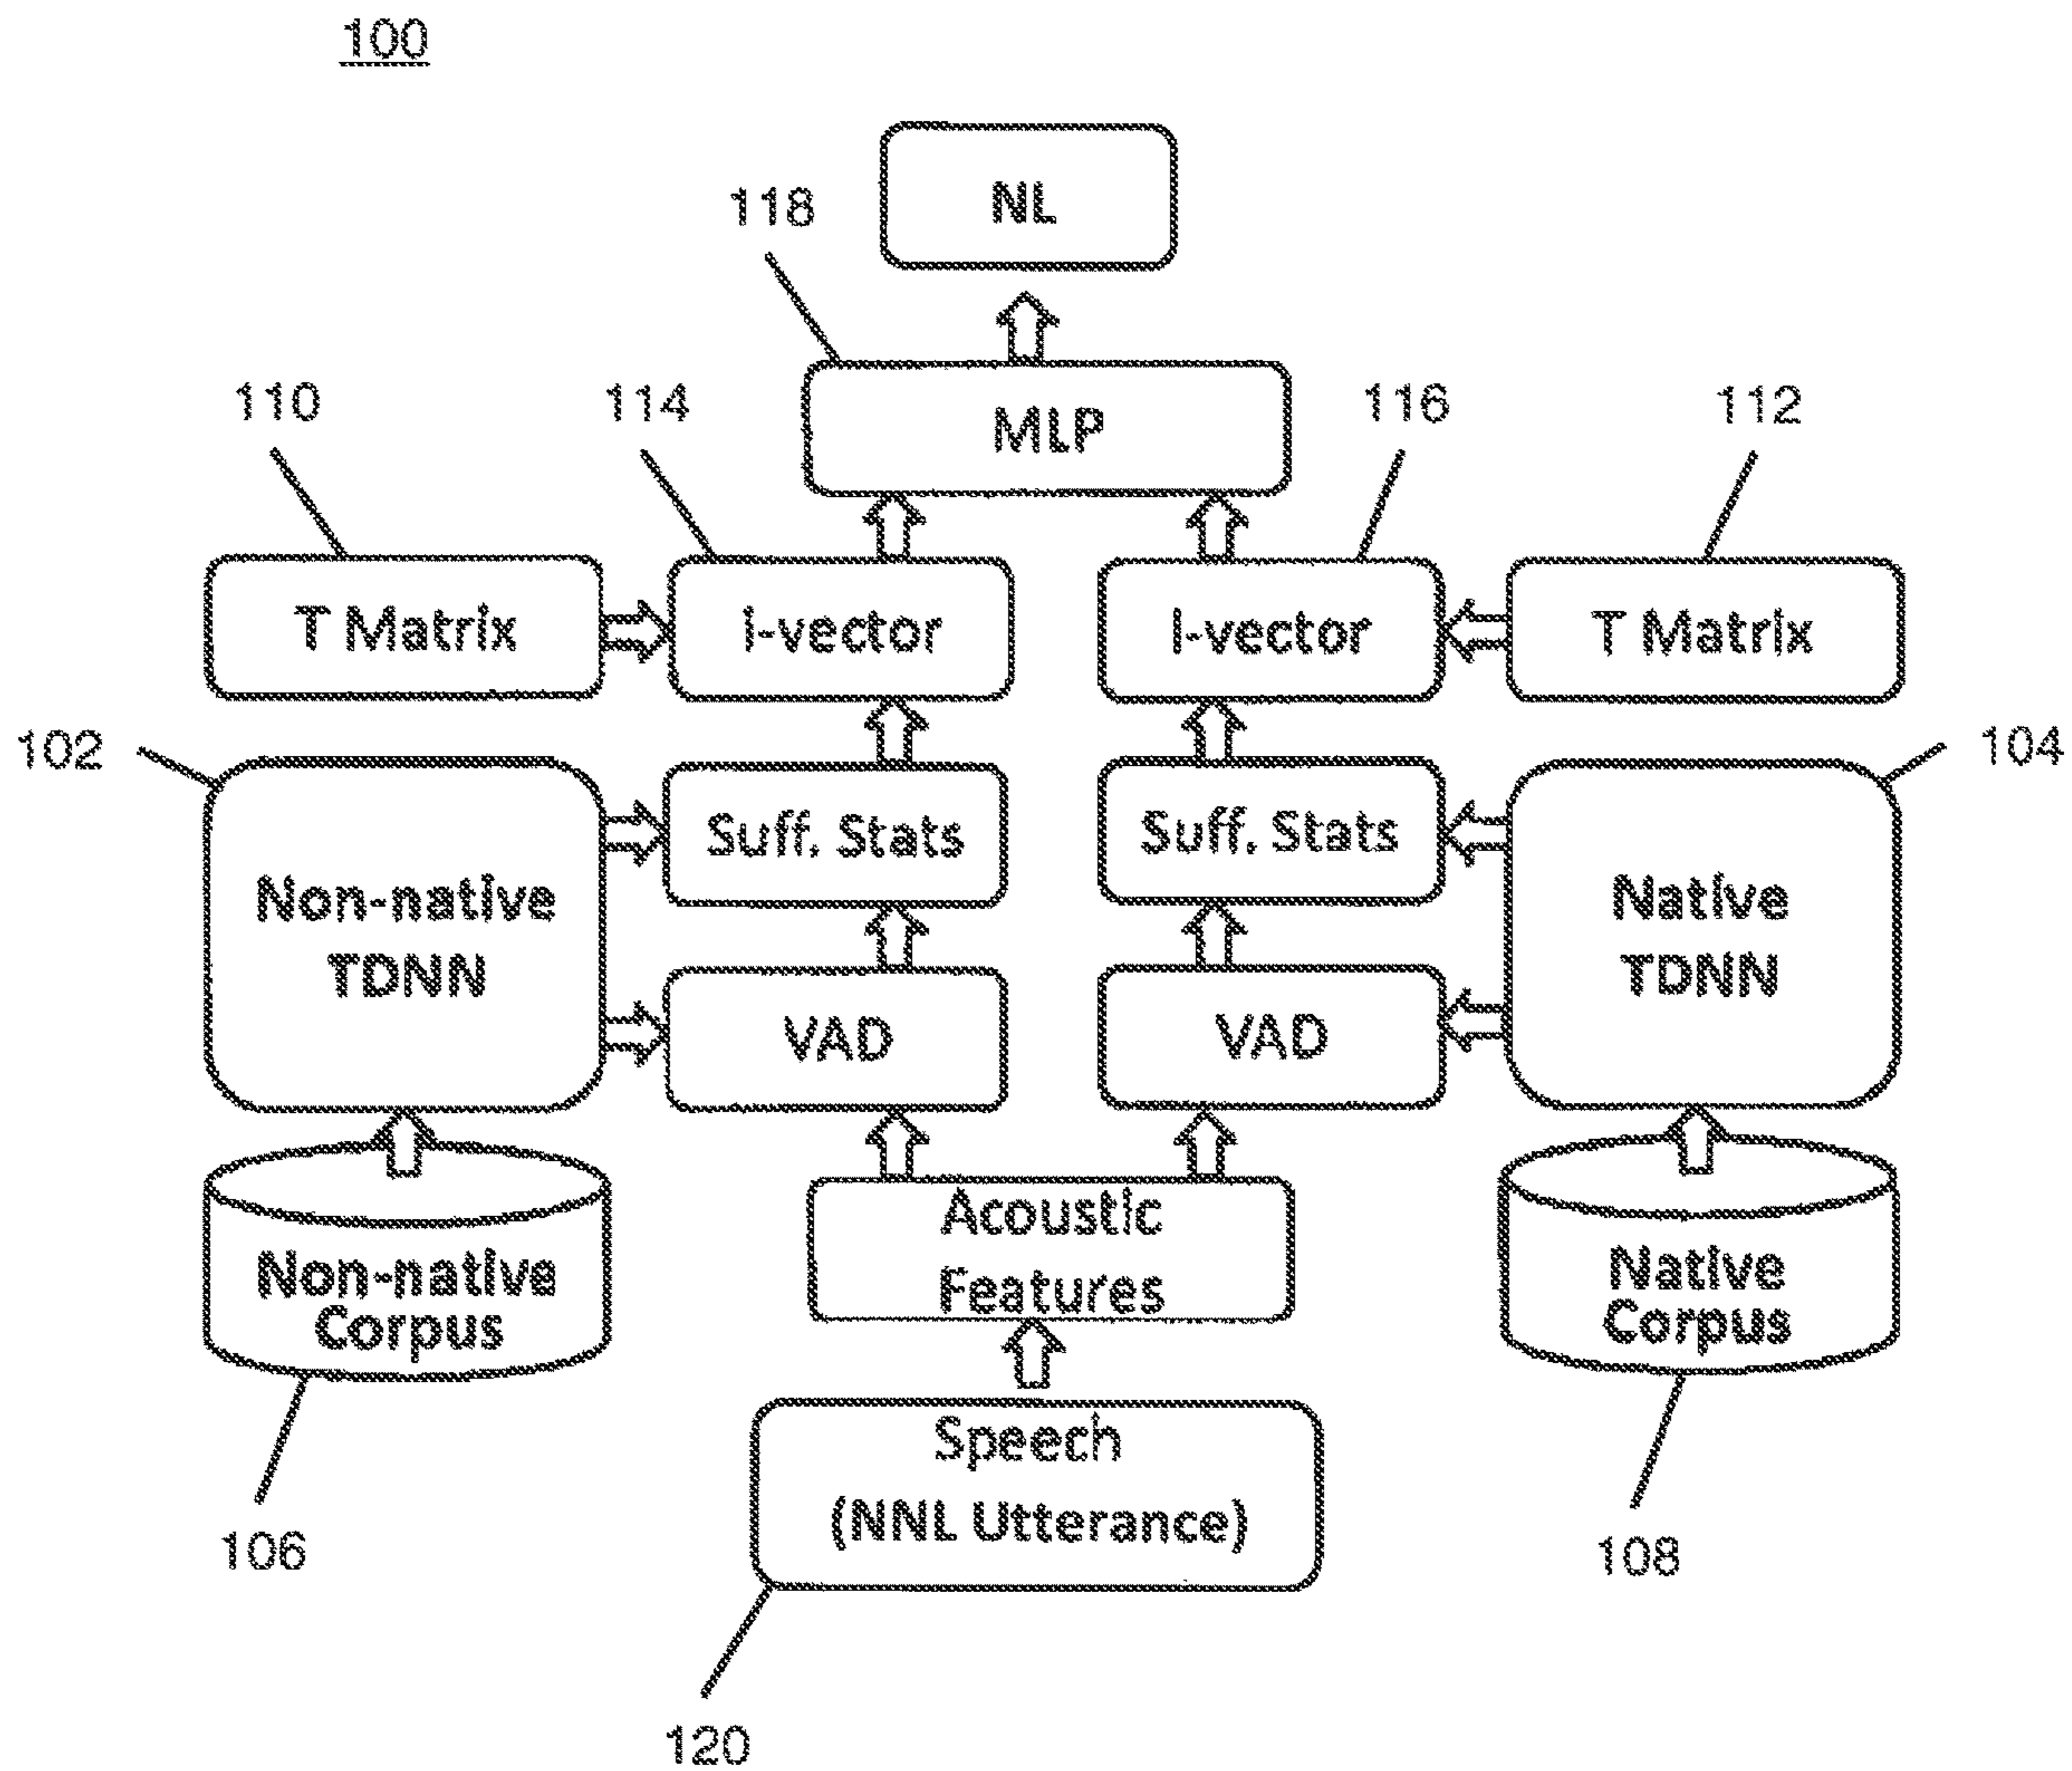 100
NL
118
110
114
MLP
116
112
T Matrix
I-vector
I-vector
T Matrix
102
104
Suff. Stats
Suff. Stats
Non-native
TDNN
Native
TDNN
VAD
VAD
Acoustic
Features
Non-native
Corpus
Native
Corpus
Speech
(NNL Utterance)
106
108
120